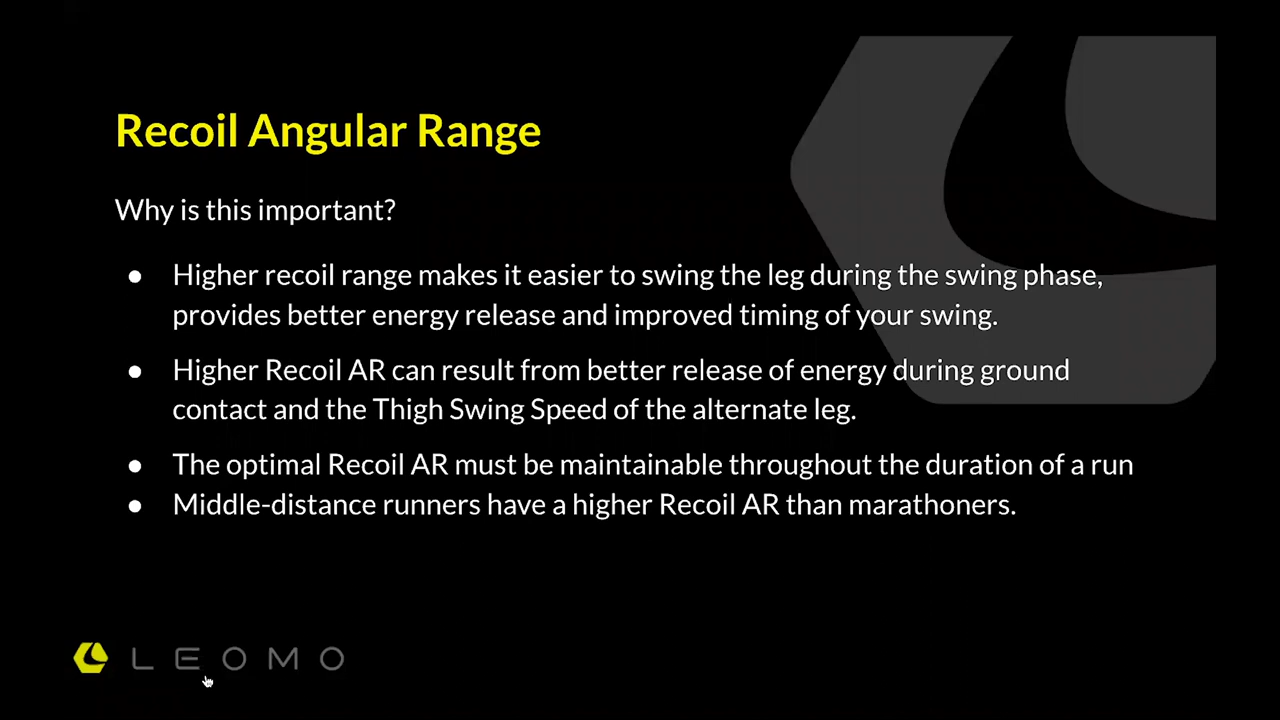 Recoil Angular Range
Why is this important?
● Higher recoil range makes it easier to swing the leg during the swing phase,
provides better energy release and improved timing of your swing.
● Higher Recoil AR can result from better release of energy during ground
contact and the Thigh Swing Speed of the alternate leg.
● The optimal Recoil AR must be maintainable throughout the duration of a run
● Middle-distance runners have a higher Recoil AR than marathoners.
LEOMO